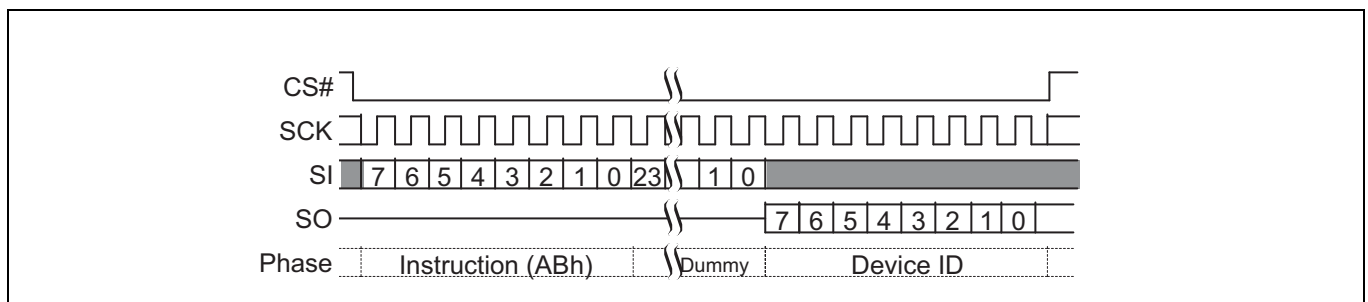 CS#
SCK
SI 7 6 5 4 3 2 1 0 23 1 0
SO 7 6 5 4 3 2 1 0
Phase Instruction (ABh) Dummy Device ID